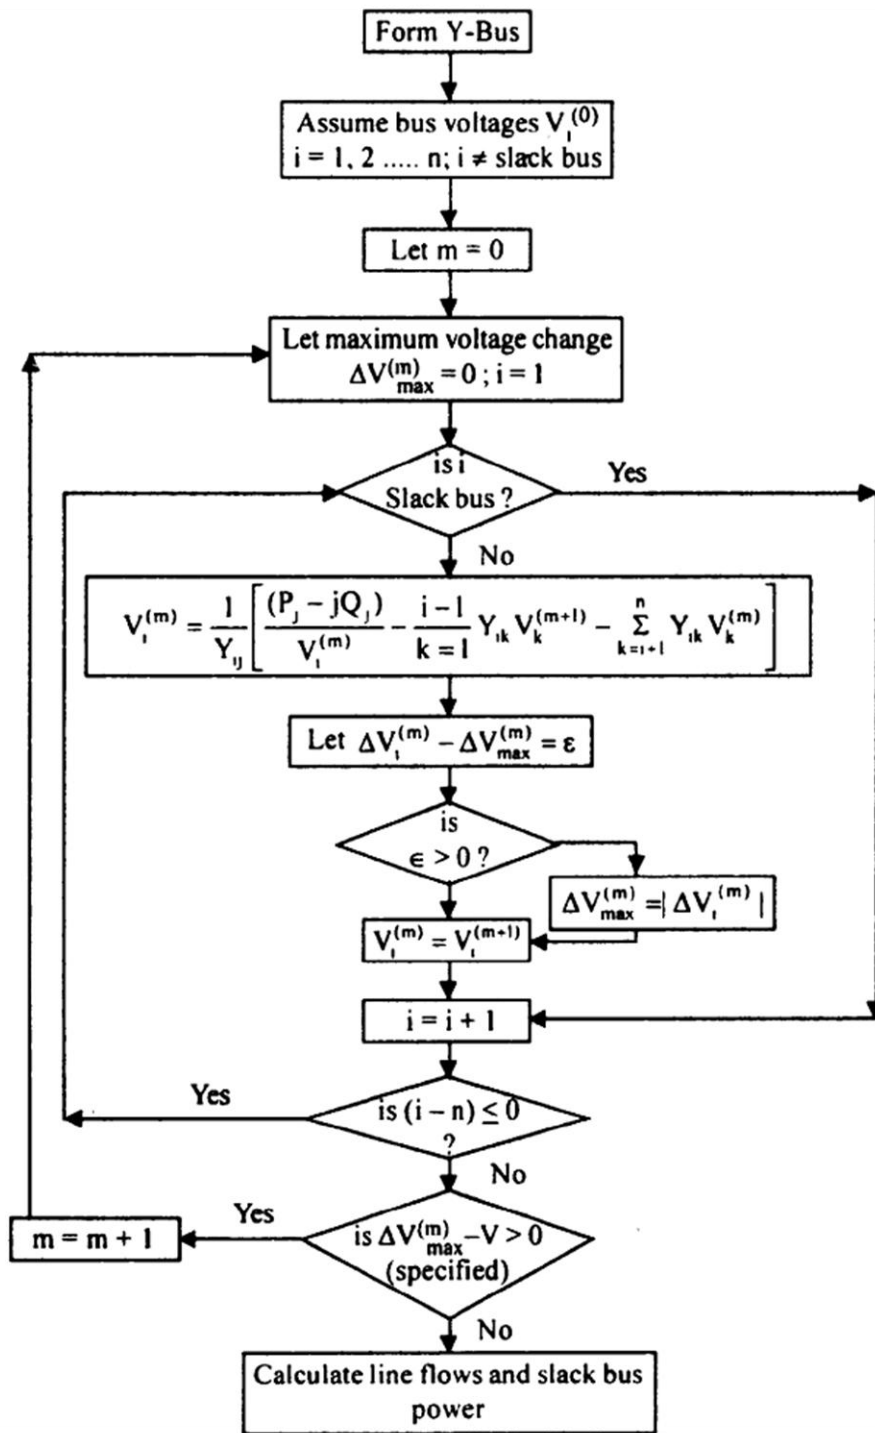 Form Y-Bus
Assume bus voltages V_i^(0)
i = 1, 2 ..... n; i ≠ slack bus
Let m = 0
Let maximum voltage change
ΔV_max^(m) = 0 ; i = 1
is i
Slack bus ?
Yes
No
V_i^(m) = 1/Y_ij [ (P_J − jQ_J)/V_i^(m) − (i−1)/(k = 1) Y_ik V_k^(m+1) − Σ_{k=i+1}^n Y_ik V_k^(m) ]
Let ΔV_i^(m) − ΔV_max^(m) = ε
is
ϵ > 0 ?
ΔV_max^(m) = | ΔV_i^(m) |
V_i^(m) = V_i^(m+1)
i = i + 1
Yes
is (i − n) ≤ 0
?
No
m = m + 1
Yes
is ΔV_max^(m) − V > 0
(specified)
No
Calculate line flows and slack bus
power